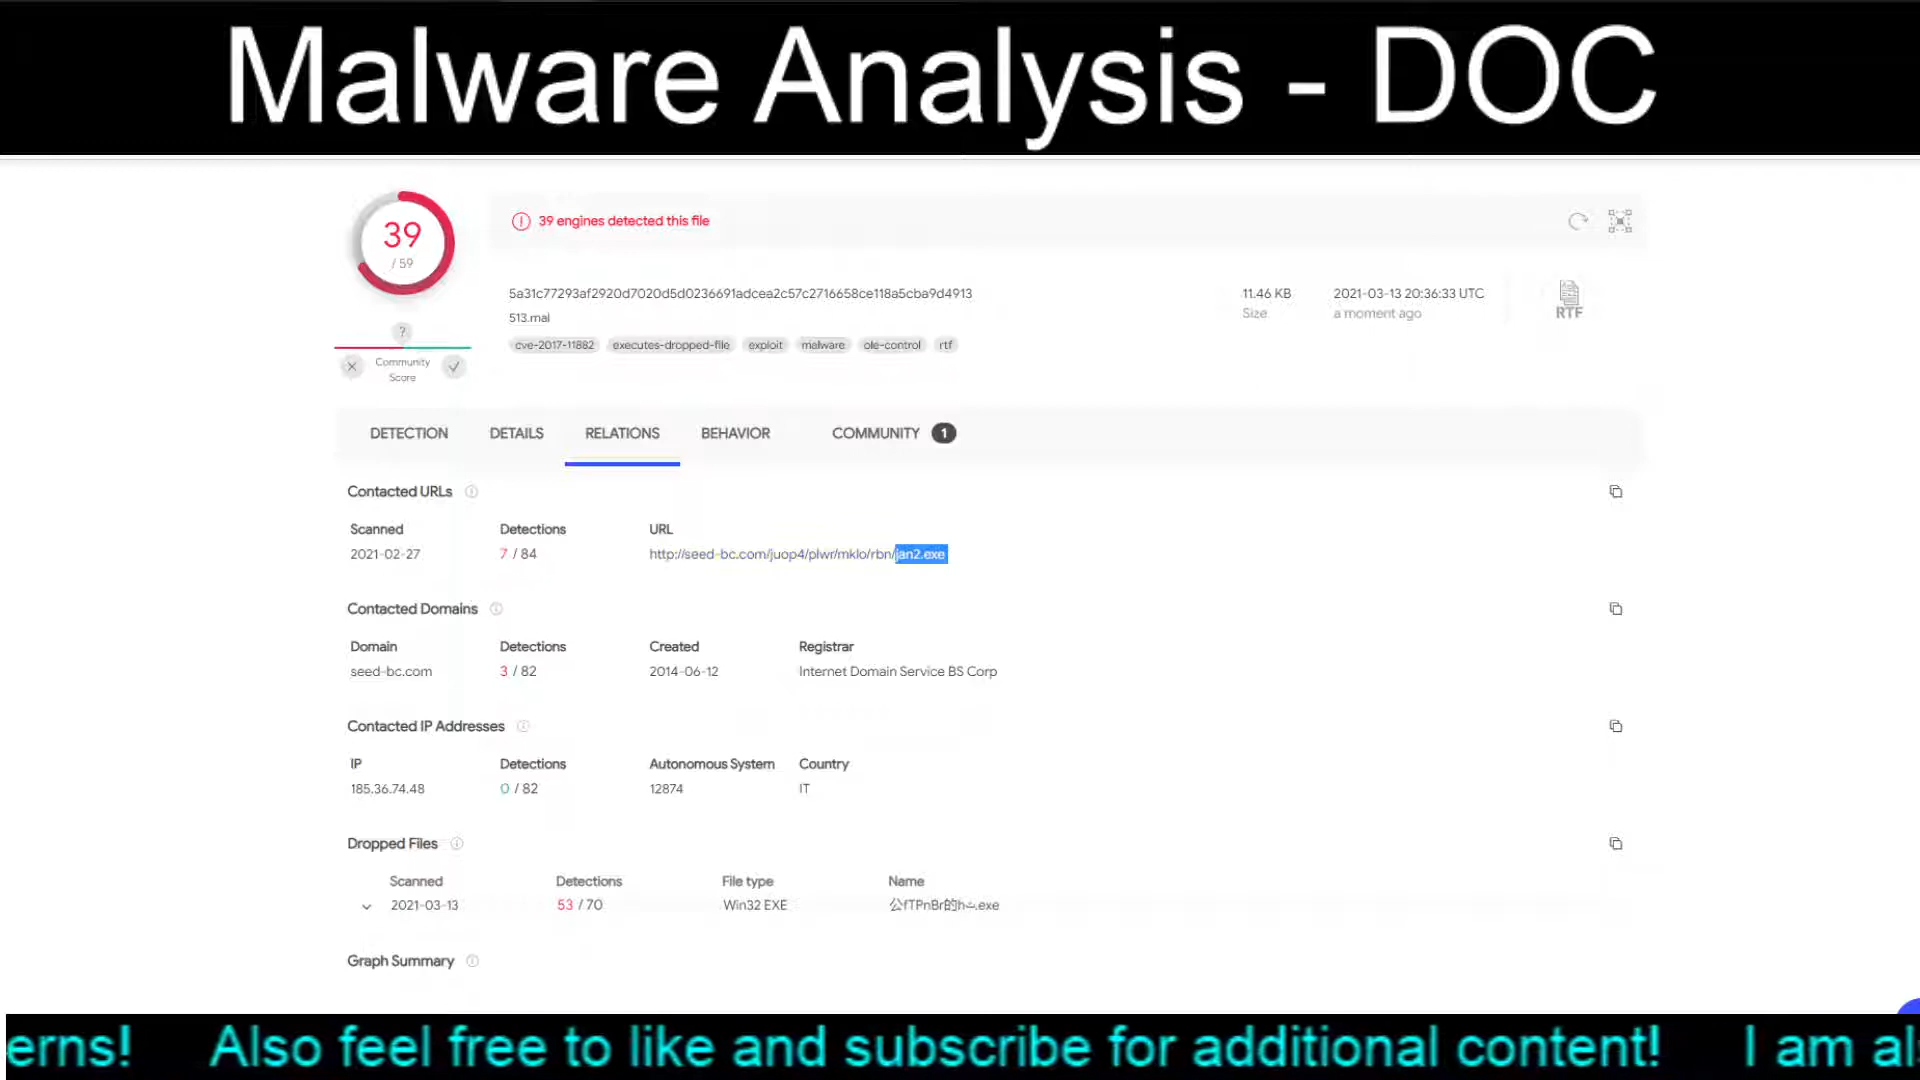 Malware Analysis - DOC
39
/ 59
39 engines detected this file
5a31c77293af2920d7020d5d0236691adcea2c57c2716658ce118a5cba9d4913
513.mal
11.46 KB
Size
2021-03-13 20:36:33 UTC
a moment ago
RTF
cve-2017-11882 executes-dropped-file exploit malware ole-control rtf
?
Community
Score
DETECTION DETAILS RELATIONS BEHAVIOR COMMUNITY 1
Contacted URLs
Scanned Detections URL
2021-02-27 7 / 84 http://seed-bc.com/juop4/plwr/mklo/rbn/jan2.exe
Contacted Domains
Domain Detections Created Registrar
seed-bc.com 3 / 82 2014-06-12 Internet Domain Service BS Corp
Contacted IP Addresses
IP Detections Autonomous System Country
185.36.74.48 0 / 82 12874 IT
Dropped Files
Scanned Detections File type Name
2021-03-13 53 / 70 Win32 EXE
Graph Summary
erns! Also feel free to like and subscribe for additional content! I am al